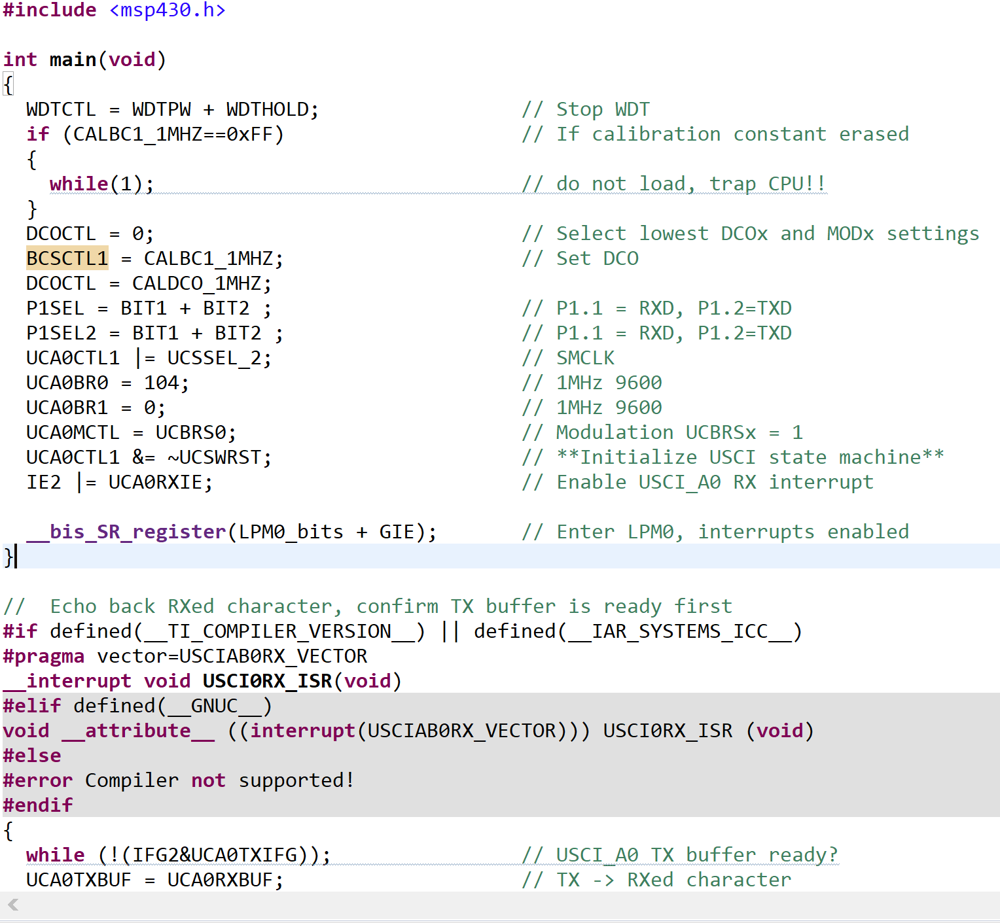 #include <msp430.h>
int main(void)
{
WDTCTL = WDTPW + WDTHOLD; // Stop WDT
if (CALBC1_1MHZ==0xFF) // If calibration constant erased
{
while(1); // do not load, trap CPU!!
}
DCOCTL = 0; // Select lowest DCOx and MODx settings
BCSCTL1 = CALBC1_1MHZ; // Set DCO
DCOCTL = CALDCO_1MHZ;
P1SEL = BIT1 + BIT2 ; // P1.1 = RXD, P1.2=TXD
P1SEL2 = BIT1 + BIT2 ; // P1.1 = RXD, P1.2=TXD
UCA0CTL1 |= UCSSEL_2; // SMCLK
UCA0BR0 = 104; // 1MHz 9600
UCA0BR1 = 0; // 1MHz 9600
UCA0MCTL = UCBRS0; // Modulation UCBRSx = 1
UCA0CTL1 &= ~UCSWRST; // **Initialize USCI state machine**
IE2 |= UCA0RXIE; // Enable USCI_A0 RX interrupt
__bis_SR_register(LPM0_bits + GIE); // Enter LPM0, interrupts enabled
}
// Echo back RXed character, confirm TX buffer is ready first
#if defined(__TI_COMPILER_VERSION__) || defined(__IAR_SYSTEMS_ICC__)
#pragma vector=USCIAB0RX_VECTOR
__interrupt void USCI0RX_ISR(void)
#elif defined(__GNUC__)
void __attribute__ ((interrupt(USCIAB0RX_VECTOR))) USCI0RX_ISR (void)
#else
#error Compiler not supported!
#endif
{
while (!(IFG2&UCA0TXIFG)); // USCI_A0 TX buffer ready?
UCA0TXBUF = UCA0RXBUF; // TX -> RXed character